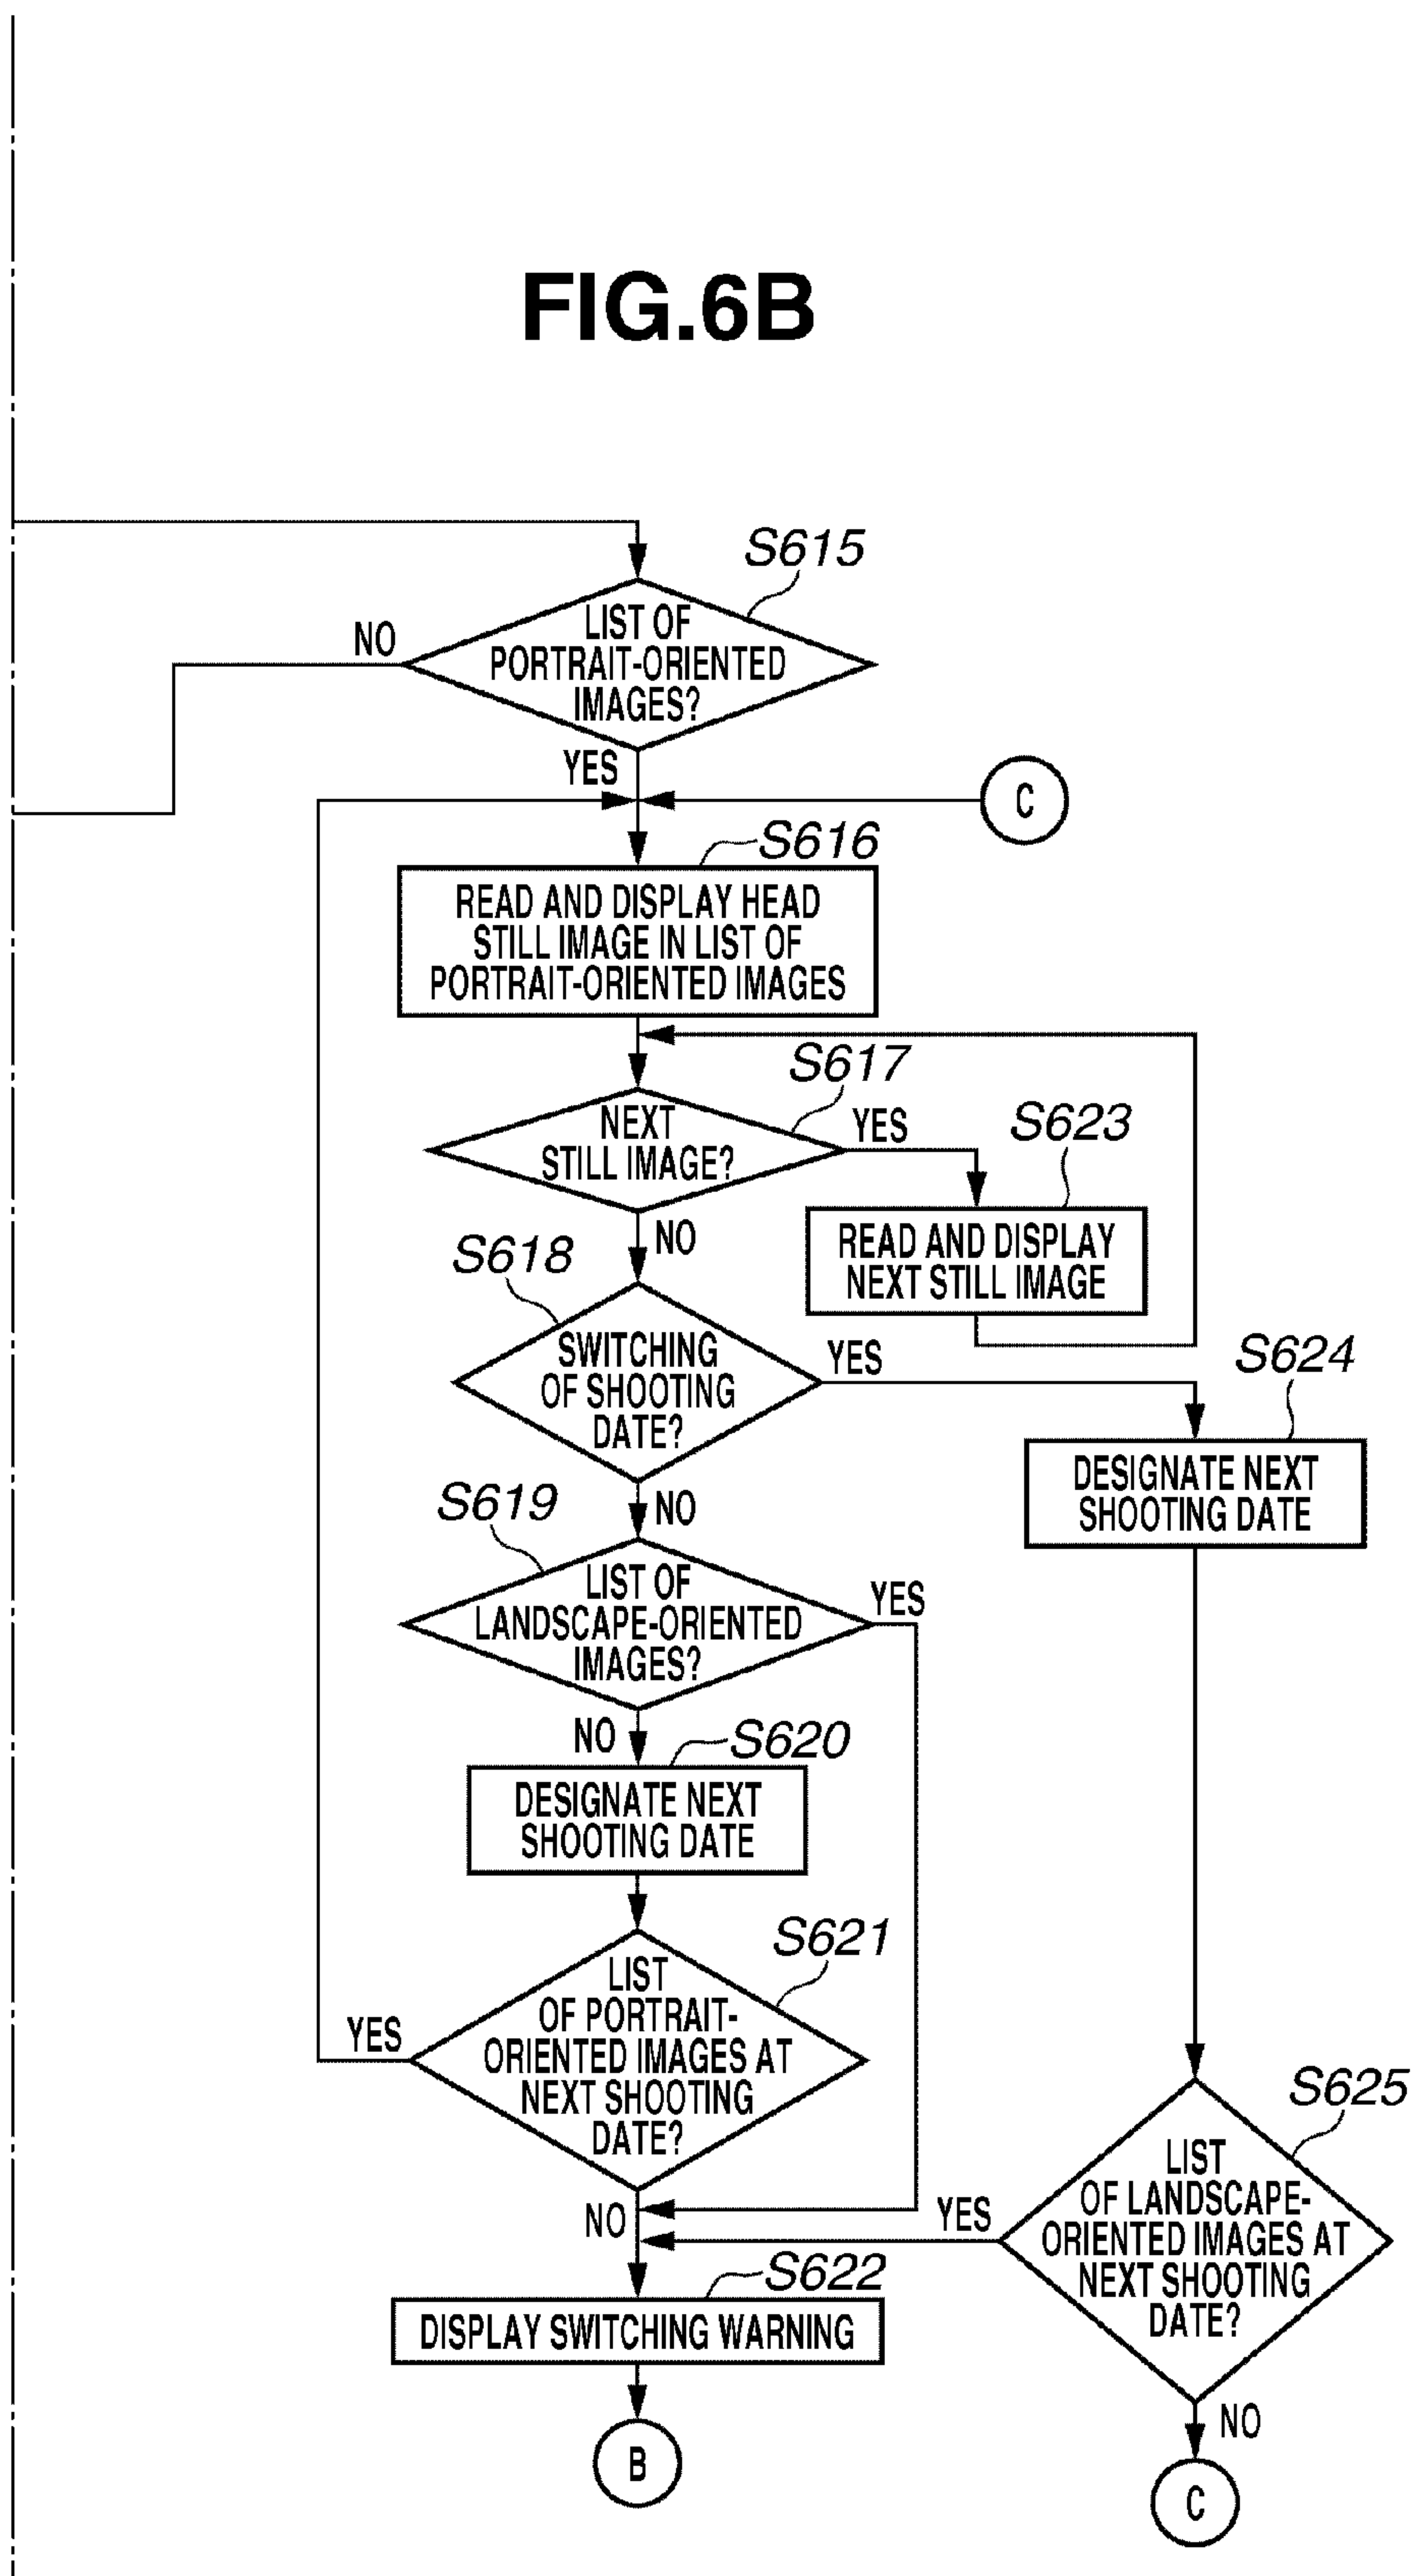 FIG.6B
S615
LIST OF
PORTRAIT-ORIENTED
IMAGES?
NO
YES
C
S616
READ AND DISPLAY HEAD
STILL IMAGE IN LIST OF
PORTRAIT-ORIENTED IMAGES
S617
NEXT
STILL IMAGE?
YES
S623
READ AND DISPLAY
NEXT STILL IMAGE
NO
S618
SWITCHING
OF SHOOTING
DATE?
YES
S624
DESIGNATE NEXT
SHOOTING DATE
NO
S619
LIST OF
LANDSCAPE-ORIENTED
IMAGES?
YES
NO
S620
DESIGNATE NEXT
SHOOTING DATE
S621
LIST
OF PORTRAIT-
ORIENTED IMAGES AT
NEXT SHOOTING
DATE?
YES
NO
S625
LIST
OF LANDSCAPE-
ORIENTED IMAGES AT
NEXT SHOOTING
DATE?
YES
S622
DISPLAY SWITCHING WARNING
B
NO
C